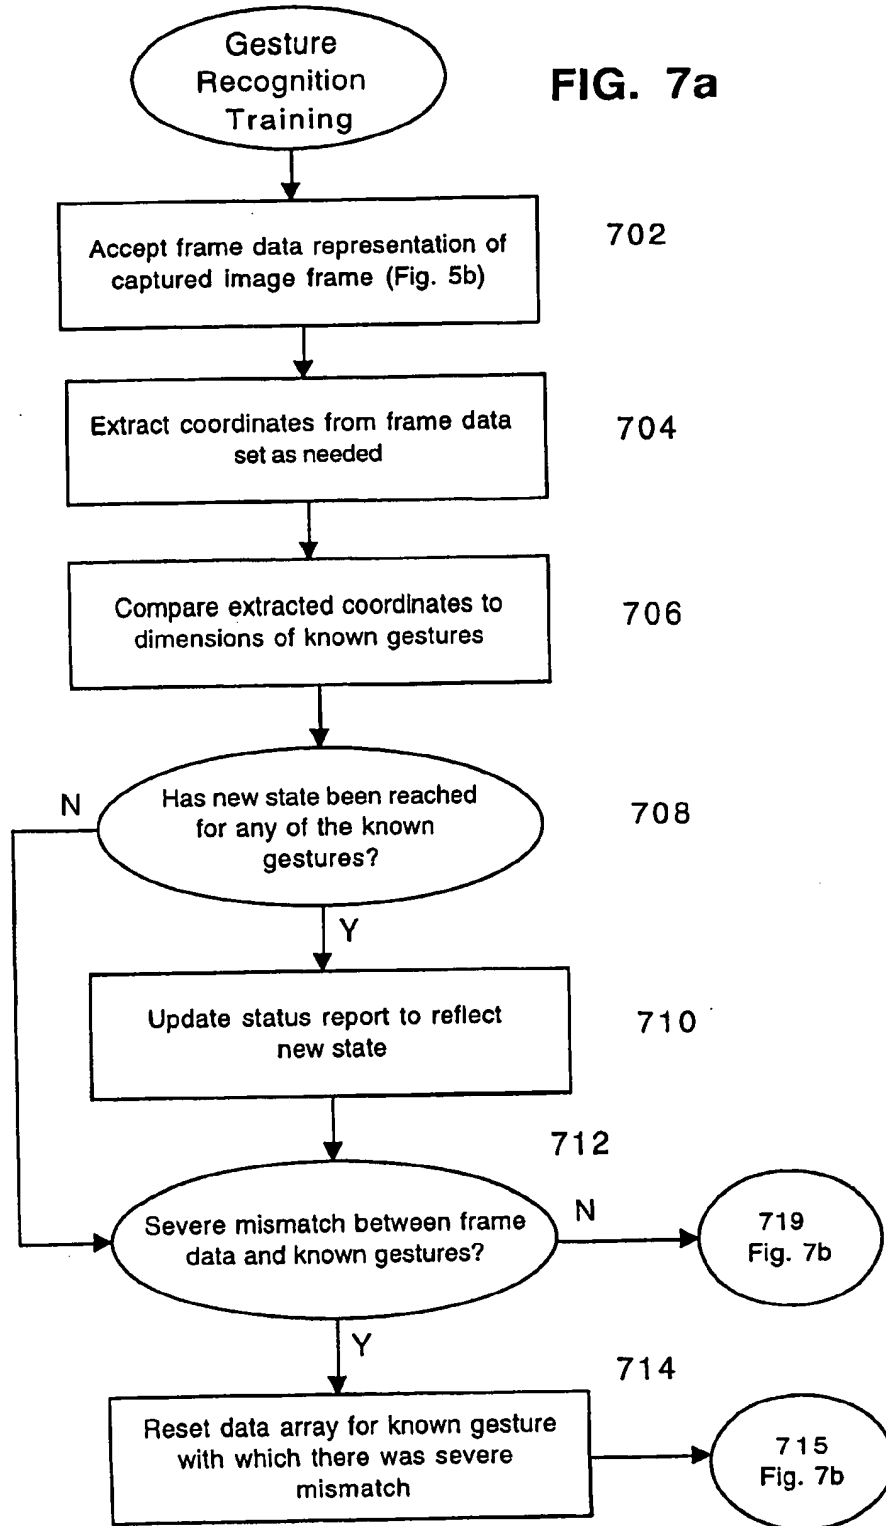 Gesture
Recognition
Training
FIG. 7a
Accept frame data representation of
captured image frame (Fig. 5b)
702
Extract coordinates from frame data
set as needed
704
Compare extracted coordinates to
dimensions of known gestures
706
Has new state been reached
for any of the known
gestures?
708
N
Y
Update status report to reflect
new state
710
712
Severe mismatch between frame
data and known gestures?
N
719
Fig. 7b
Y
714
Reset data array for known gesture
with which there was severe
mismatch
715
Fig. 7b